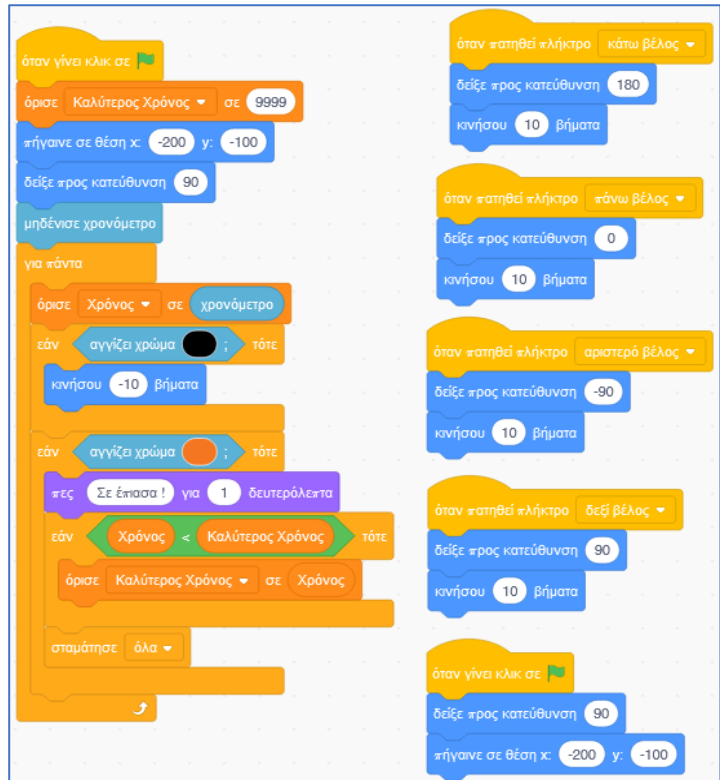 όταν γίνει κλικ σε
όρισε Καλύτερος Χρόνος σε 9999
πήγαινε σε θέση x: -200 y: -100
δείξε προς κατεύθυνση 90
μηδένισε χρονόμετρο
για πάντα
όρισε Χρόνος σε χρονόμετρο
εάν αγγίζει χρώμα ; τότε
κινήσου -10 βήματα
εάν αγγίζει χρώμα ; τότε
πες Σε έπιασα ! για 1 δευτερόλεπτα
εάν Χρόνος < Καλύτερος Χρόνος τότε
όρισε Καλύτερος Χρόνος σε Χρόνος
σταμάτησε όλα
όταν πατηθεί πλήκτρο κάτω βέλος
δείξε προς κατεύθυνση 180
κινήσου 10 βήματα
όταν πατηθεί πλήκτρο πάνω βέλος
δείξε προς κατεύθυνση 0
κινήσου 10 βήματα
όταν πατηθεί πλήκτρο αριστερό βέλος
δείξε προς κατεύθυνση -90
κινήσου 10 βήματα
όταν πατηθεί πλήκτρο δεξί βέλος
δείξε προς κατεύθυνση 90
κινήσου 10 βήματα
όταν γίνει κλικ σε
δείξε προς κατεύθυνση 90
πήγαινε σε θέση x: -200 y: -100